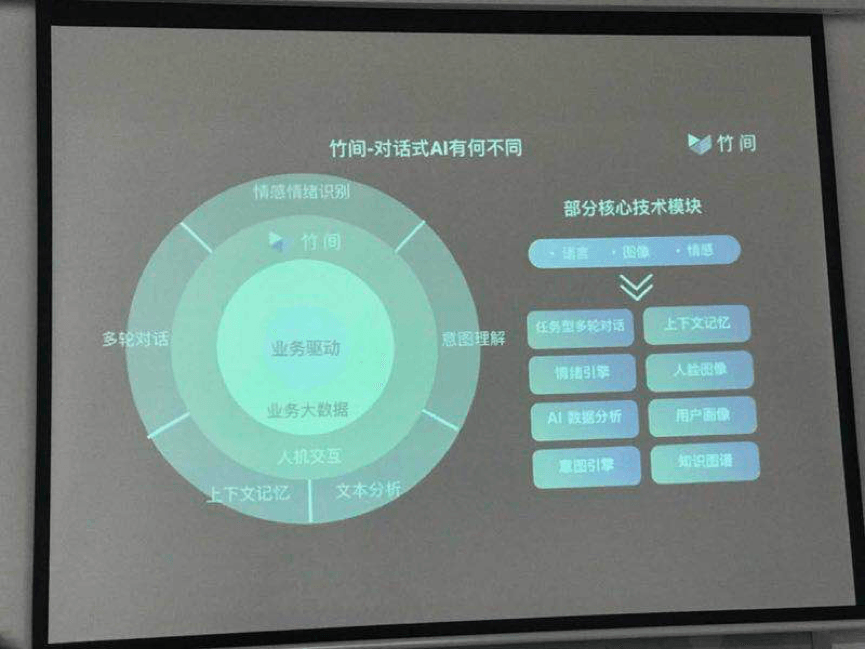 竹间-对话式AI有何不同
竹间
情感情绪识别
竹间
多轮对话
意图理解
业务驱动
业务大数据
人机交互
上下文记忆
文本分析
部分核心技术模块
· 语言 · 图像 · 情感
任务型多轮对话
上下文记忆
情绪引擎
人脸图像
AI 数据分析
用户画像
意图引擎
知识图谱